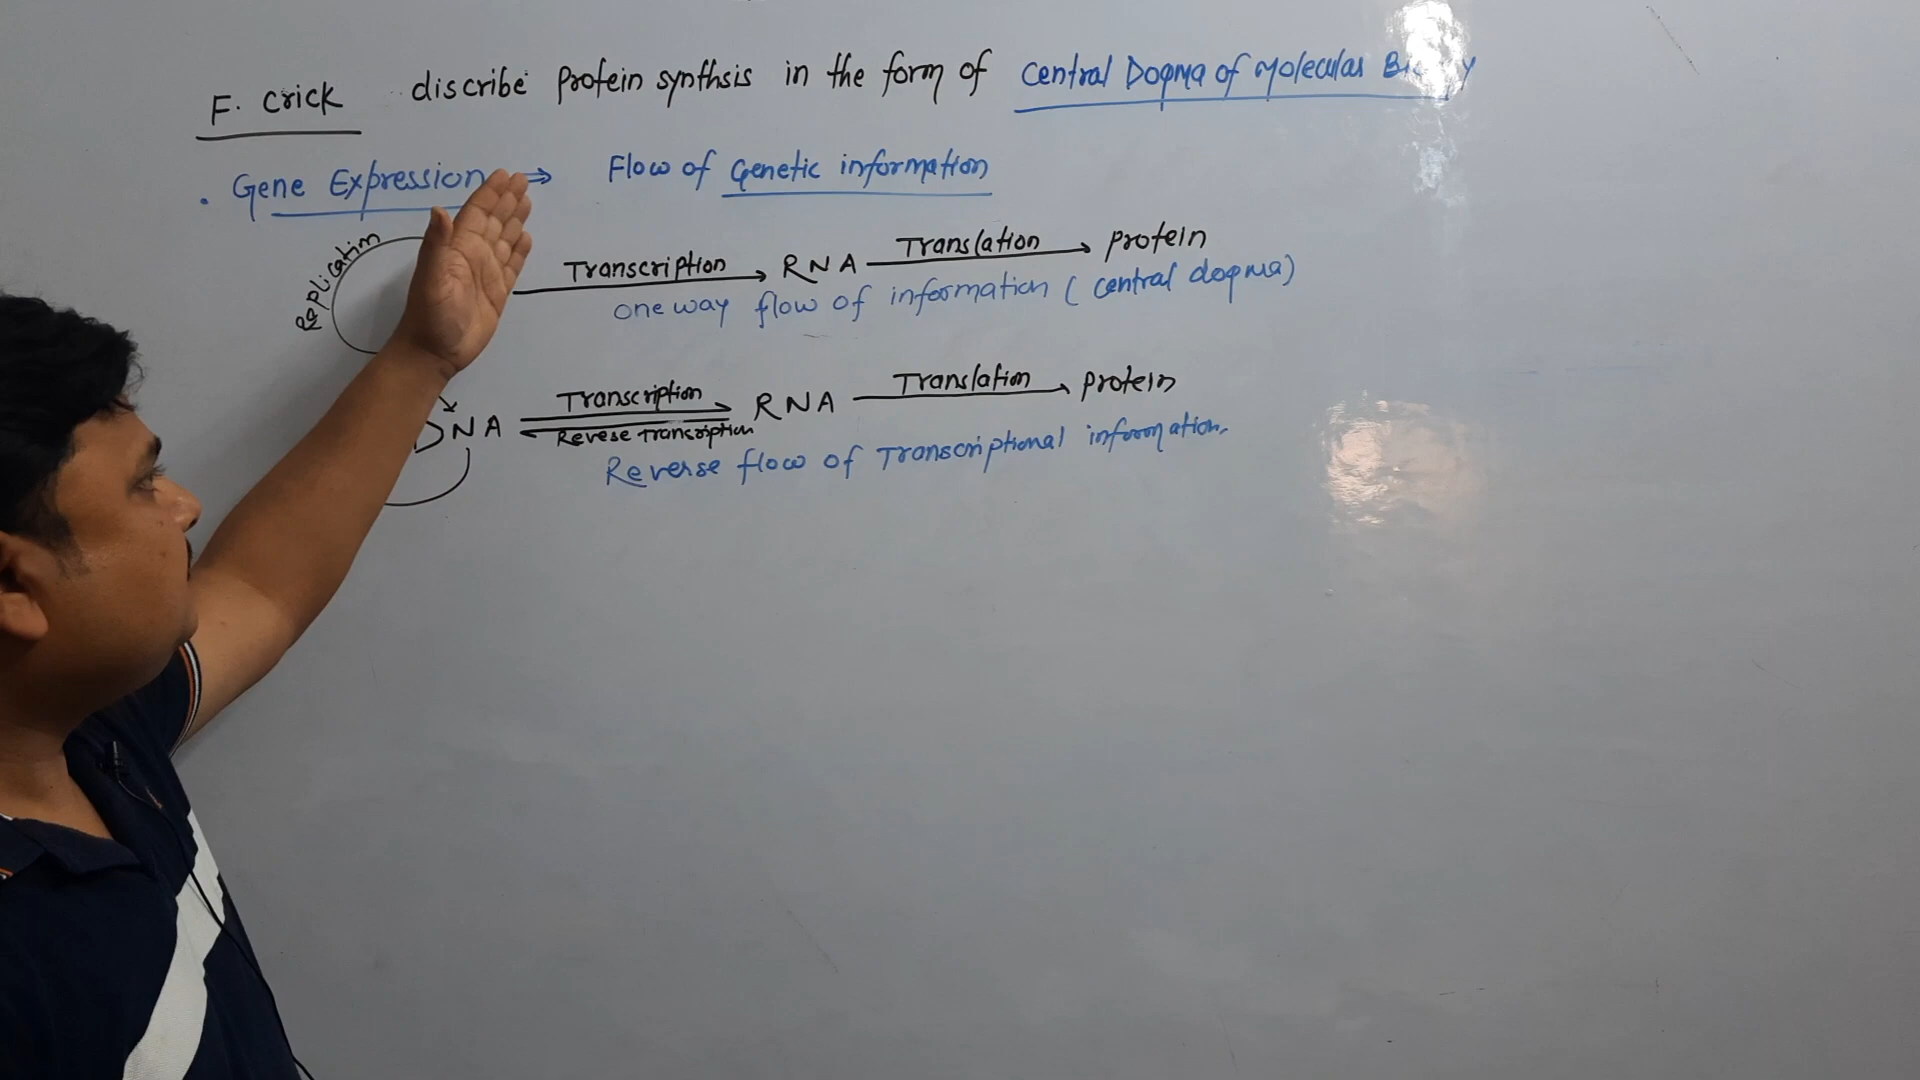 F. Crick discribe protein synthsis in the form of Central Dogma of Molecular
. Gene Expression ⇒ Flow of Genetic information
Replication
Transcription RNA Translation protein
one way flow of information (central dogma)
DNA Transcription RNA Translation protein
Revese transcription
Reverse flow of Transcriptional information.